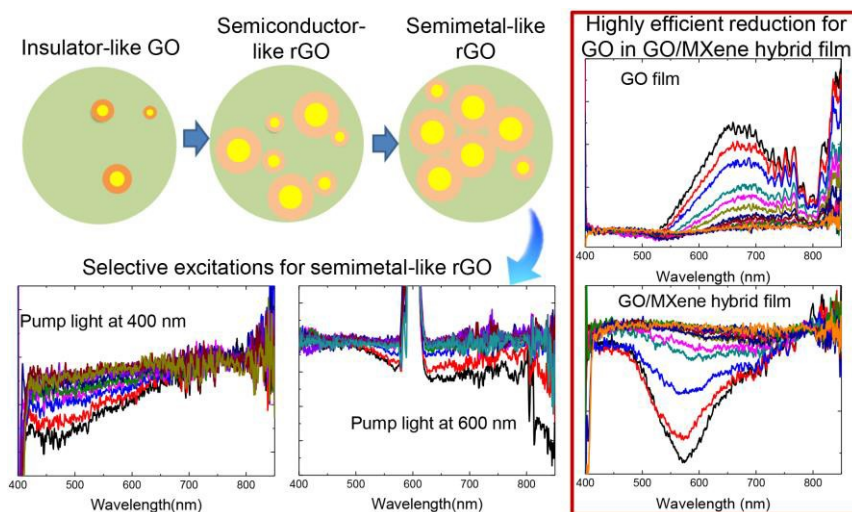 Insulator-like GO
Semiconductor-
like rGO
Semimetal-like
rGO
Selective excitations for semimetal-like rGO
Pump light at 400 nm
400 500 600 700 800
Wavelength(nm)
Pump light at 600 nm
400 500 600 700 800
Wavelength(nm)
Highly efficient reduction for
GO in GO/MXene hybrid film
GO film
400 500 600 700 800
Wavelength (nm)
GO/MXene hybrid film
400 500 600 700 800
Wavelength (nm)